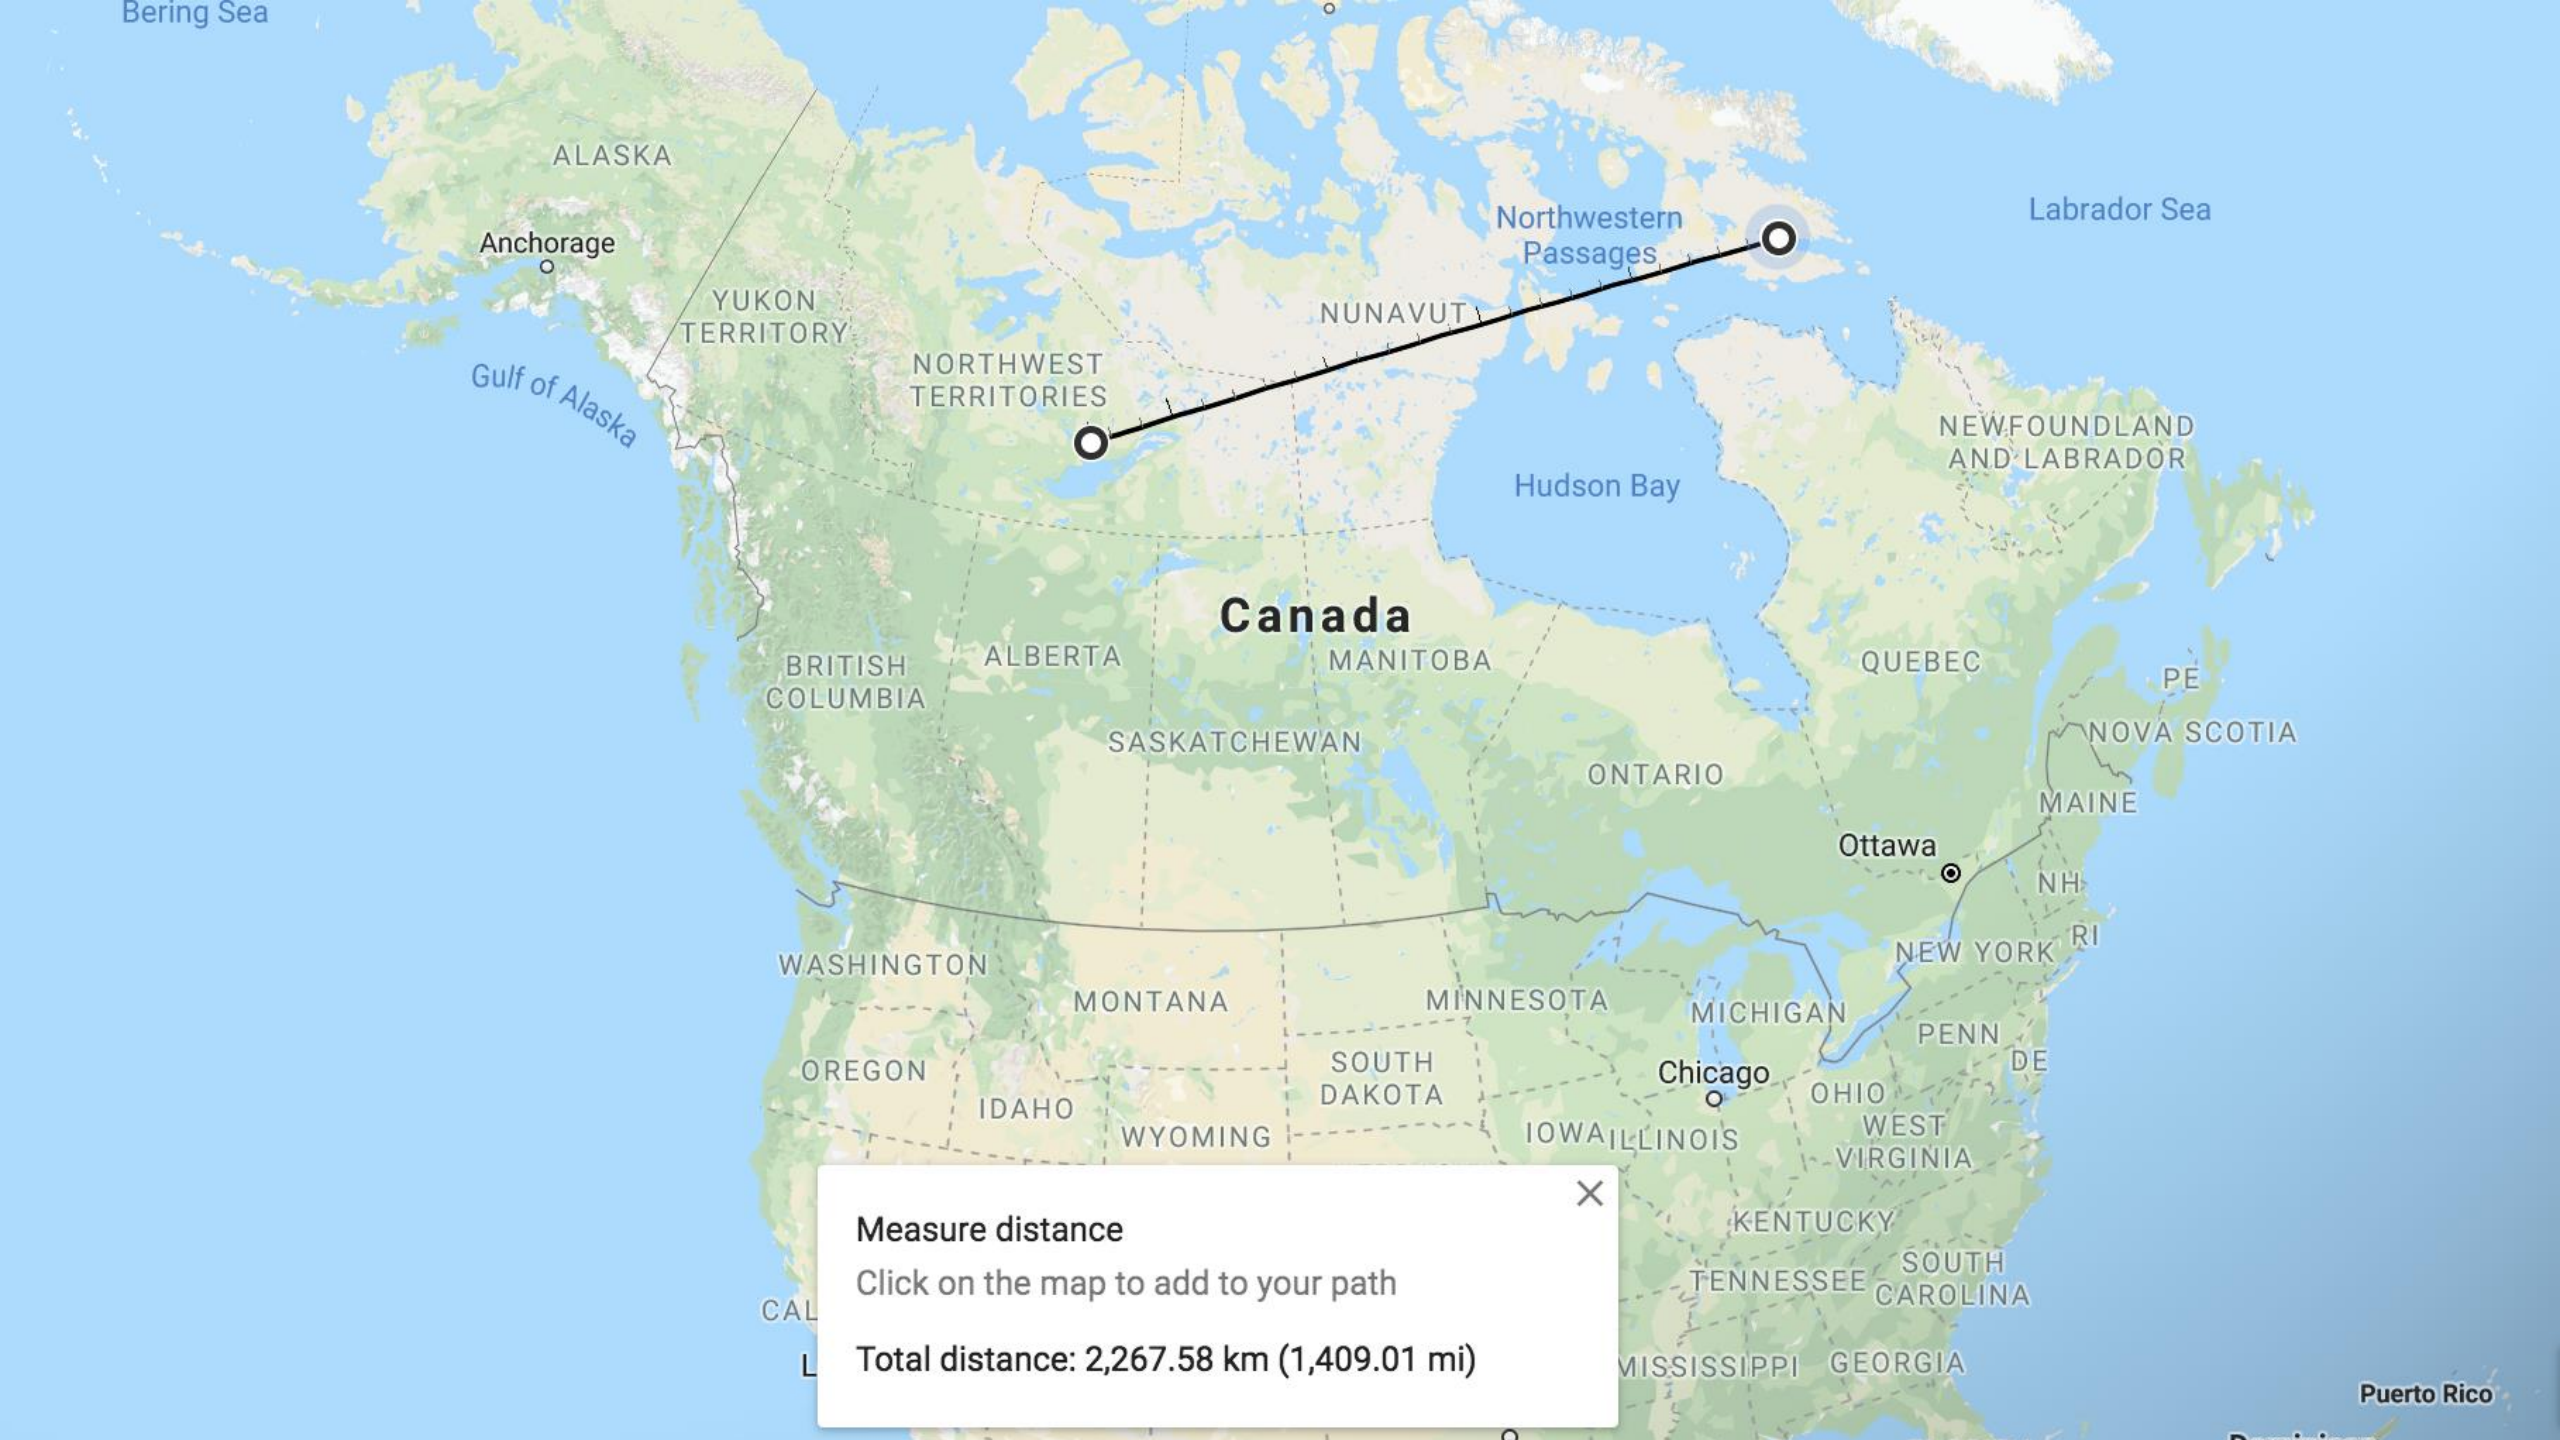 Bering Sea
ALASKA
Anchorage
Labrador Sea
Northwestern
Passages
YUKON
TERRITORY
NUNAVUT
Gulf of Alaska
NORTHWEST
TERRITORIES
NEWFOUNDLAND
AND LABRADOR
Hudson Bay
Canada
BRITISH
COLUMBIA
ALBERTA
MANITOBA
QUEBEC
PE
SASKATCHEWAN
NOVA SCOTIA
ONTARIO
MAINE
Ottawa
NH
RI
WASHINGTON
NEW YORK
MONTANA
MINNESOTA
MICHIGAN
PENN
OREGON
SOUTH
DAKOTA
DE
Chicago
IDAHO
OHIO
WYOMING
IOWA
ILLINOIS
WEST
VIRGINIA
KENTUCKY
SOUTH
CAROLINA
TENNESSEE
CAL
L
MISSISSIPPI
GEORGIA
Puerto Rico
Measure distance
Click on the map to add to your path
Total distance: 2,267.58 km (1,409.01 mi)